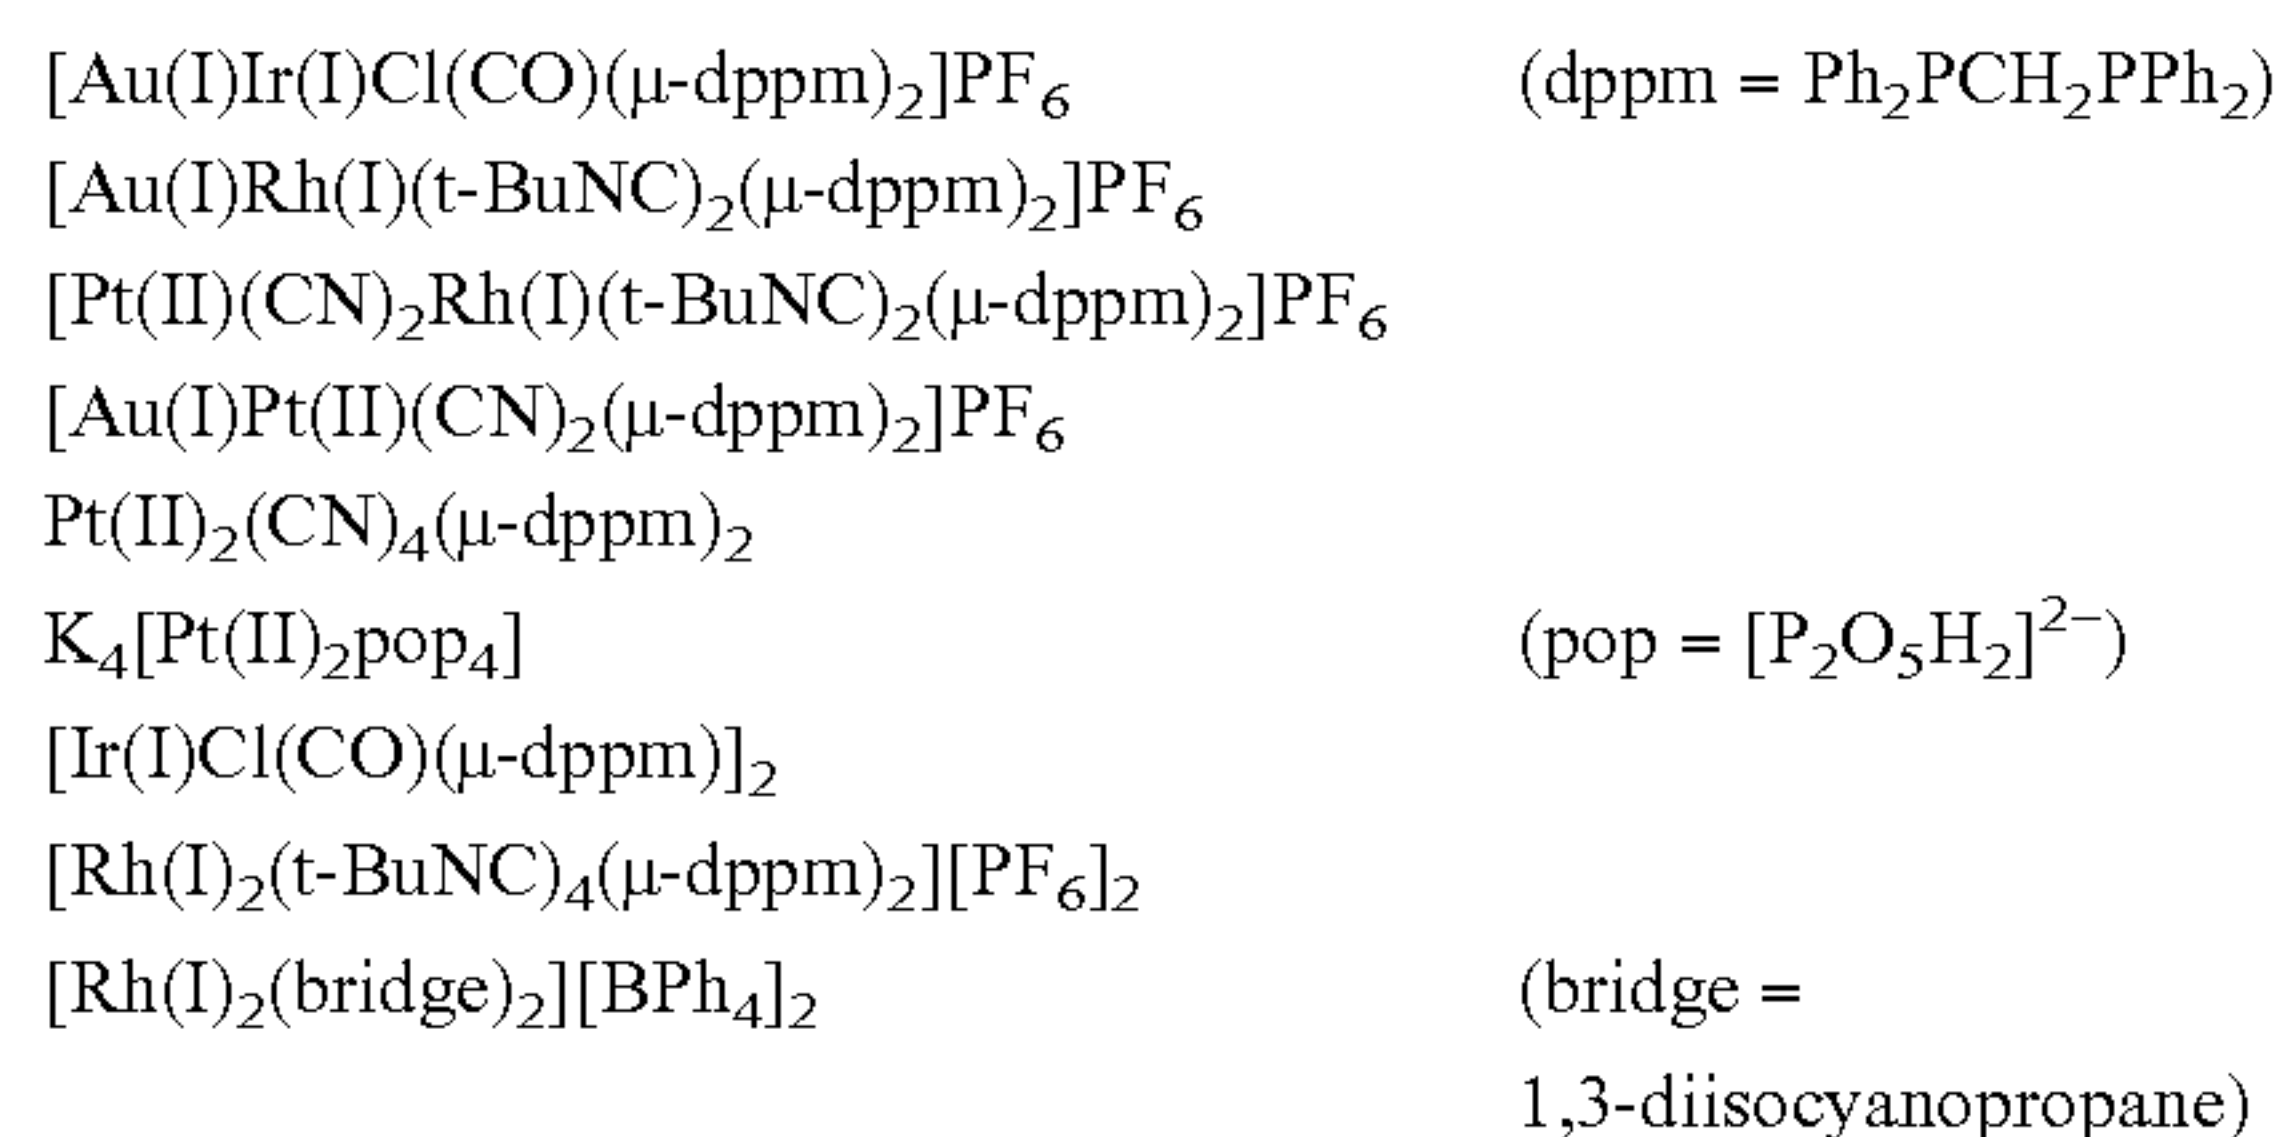 [Au(I)Ir(I)Cl(CO)(μ-dppm)₂]PF₆ (dppm = Ph₂PCH₂PPh₂)
[Au(I)Rh(I)(t-BuNC)₂(μ-dppm)₂]PF₆
[Pt(II)(CN)₂Rh(I)(t-BuNC)₂(μ-dppm)₂]PF₆
[Au(I)Pt(II)(CN)₂(μ-dppm)₂]PF₆
Pt(II)₂(CN)₄(μ-dppm)₂
K₄[Pt(II)₂pop₄] (pop = [P₂O₅H₂]²⁻)
[Ir(I)Cl(CO)(μ-dppm)]₂
[Rh(I)₂(t-BuNC)₄(μ-dppm)₂][PF₆]₂
[Rh(I)₂(bridge)₂][BPh₄]₂ (bridge =
1,3-diisocyanopropane)